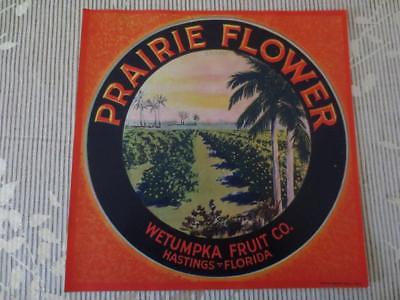 PRAIRIE FLOWER
WETUMPKA FRUIT CO.
HASTINGS FLORIDA